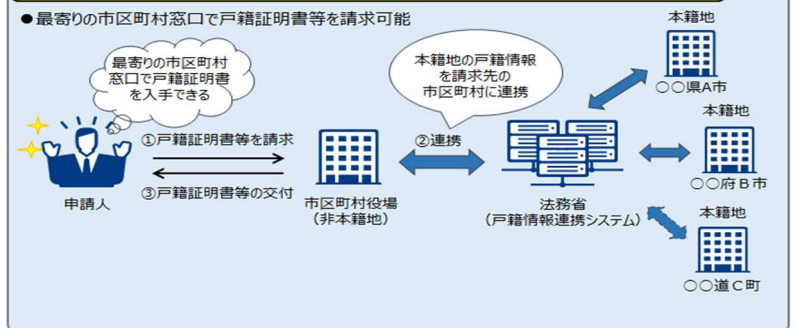 ●最寄りの市区町村窓口で戸籍証明書等を請求可能
最寄りの市区町村
窓口で戸籍証明書
を入手できる
申請人
①戸籍証明書等を請求
③戸籍証明書等の交付
市区町村役場
(非本籍地)
②連携
本籍地の戸籍情報
を請求先の
市区町村に連携
法務省
(戸籍情報連携システム)
本籍地
○○県A市
本籍地
○○府B市
本籍地
○○道C町